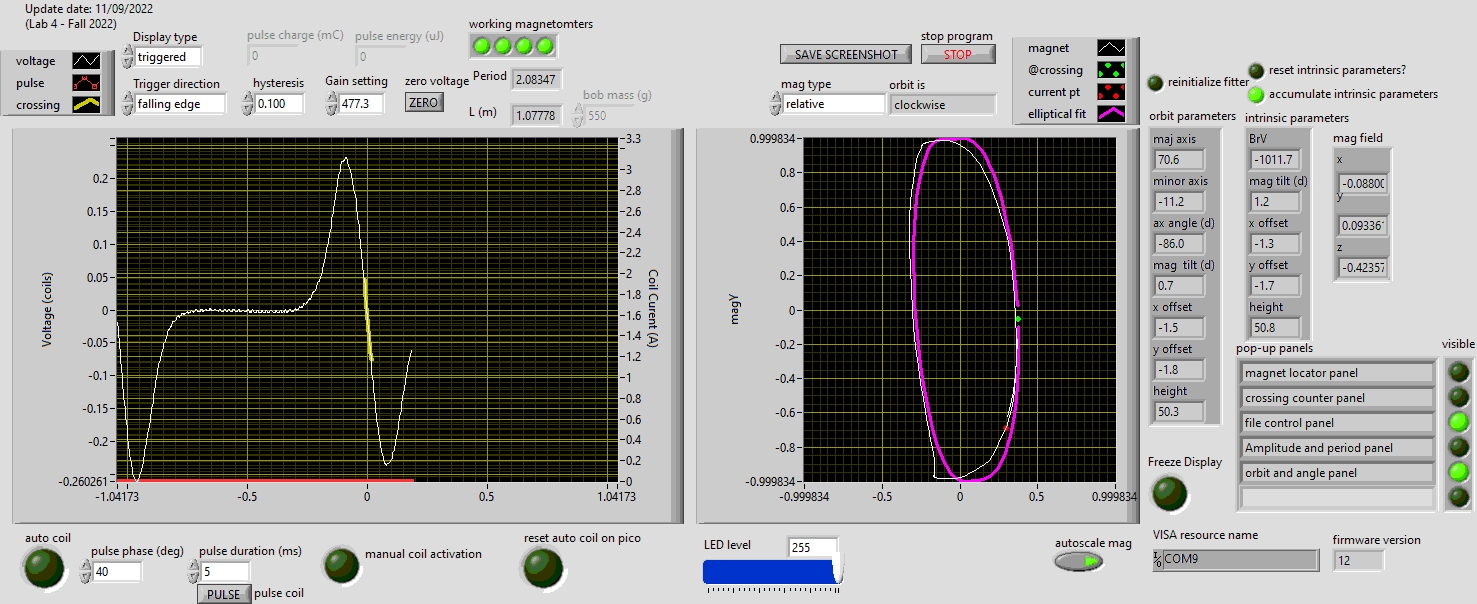 Update date: 11/09/2022
(Lab 4 - Fall 2022)
voltage
pulse
crossing
Display type
triggered
Trigger direction
falling edge
pulse charge (mC)
0
pulse energy (uJ)
0
hysteresis
0.100
Gain setting
477.3
zero voltage
ZERO
working magnetomters
Period
2.08347
L (m)
1.07778
bob mass (g)
550
SAVE SCREENSHOT
stop program
STOP
mag type
relative
orbit is
clockwise
magnet
@crossing
current pt
elliptical fit
reinitialize fitter
reset intrinsic parameters?
accumulate intrinsic parameters
orbit parameters
maj axis
70.6
minor axis
-11.2
ax angle (d)
-86.0
mag tilt (d)
0.7
x offset
-1.5
y offset
-1.8
height
50.3
intrinsic parameters
BrV
-1011.7
mag tilt (d)
1.2
x offset
-1.3
y offset
-1.7
height
50.8
mag field
x
-0.0880
y
0.09336
z
-0.42357
Voltage (coils)
0.2
0.15
0.1
0.05
0
-0.05
-0.1
-0.15
-0.2
-0.260261
-1.04173
-0.5
0
0.5
1.04173
3.3
3
2.8
2.6
2.4
2.2
2
1.8
1.6
1.4
1.2
1
0.8
0.6
0.4
0.2
0
Coil Curent (A)
magY
0.999834
0.8
0.6
0.4
0.2
0
-0.2
-0.4
-0.6
-0.8
-0.999834
-0.999834
-0.5
0
0.5
0.999834
pop-up panels
visible
magnet locator panel
crossing counter panel
file control panel
Amplitude and period panel
orbit and angle panel
Freeze Display
auto coil
pulse phase (deg)
40
pulse duration (ms)
5
PULSE
pulse coil
manual coil activation
reset auto coil on pico
LED level
255
autoscale mag
VISA resource name
COM9
firmware version
12